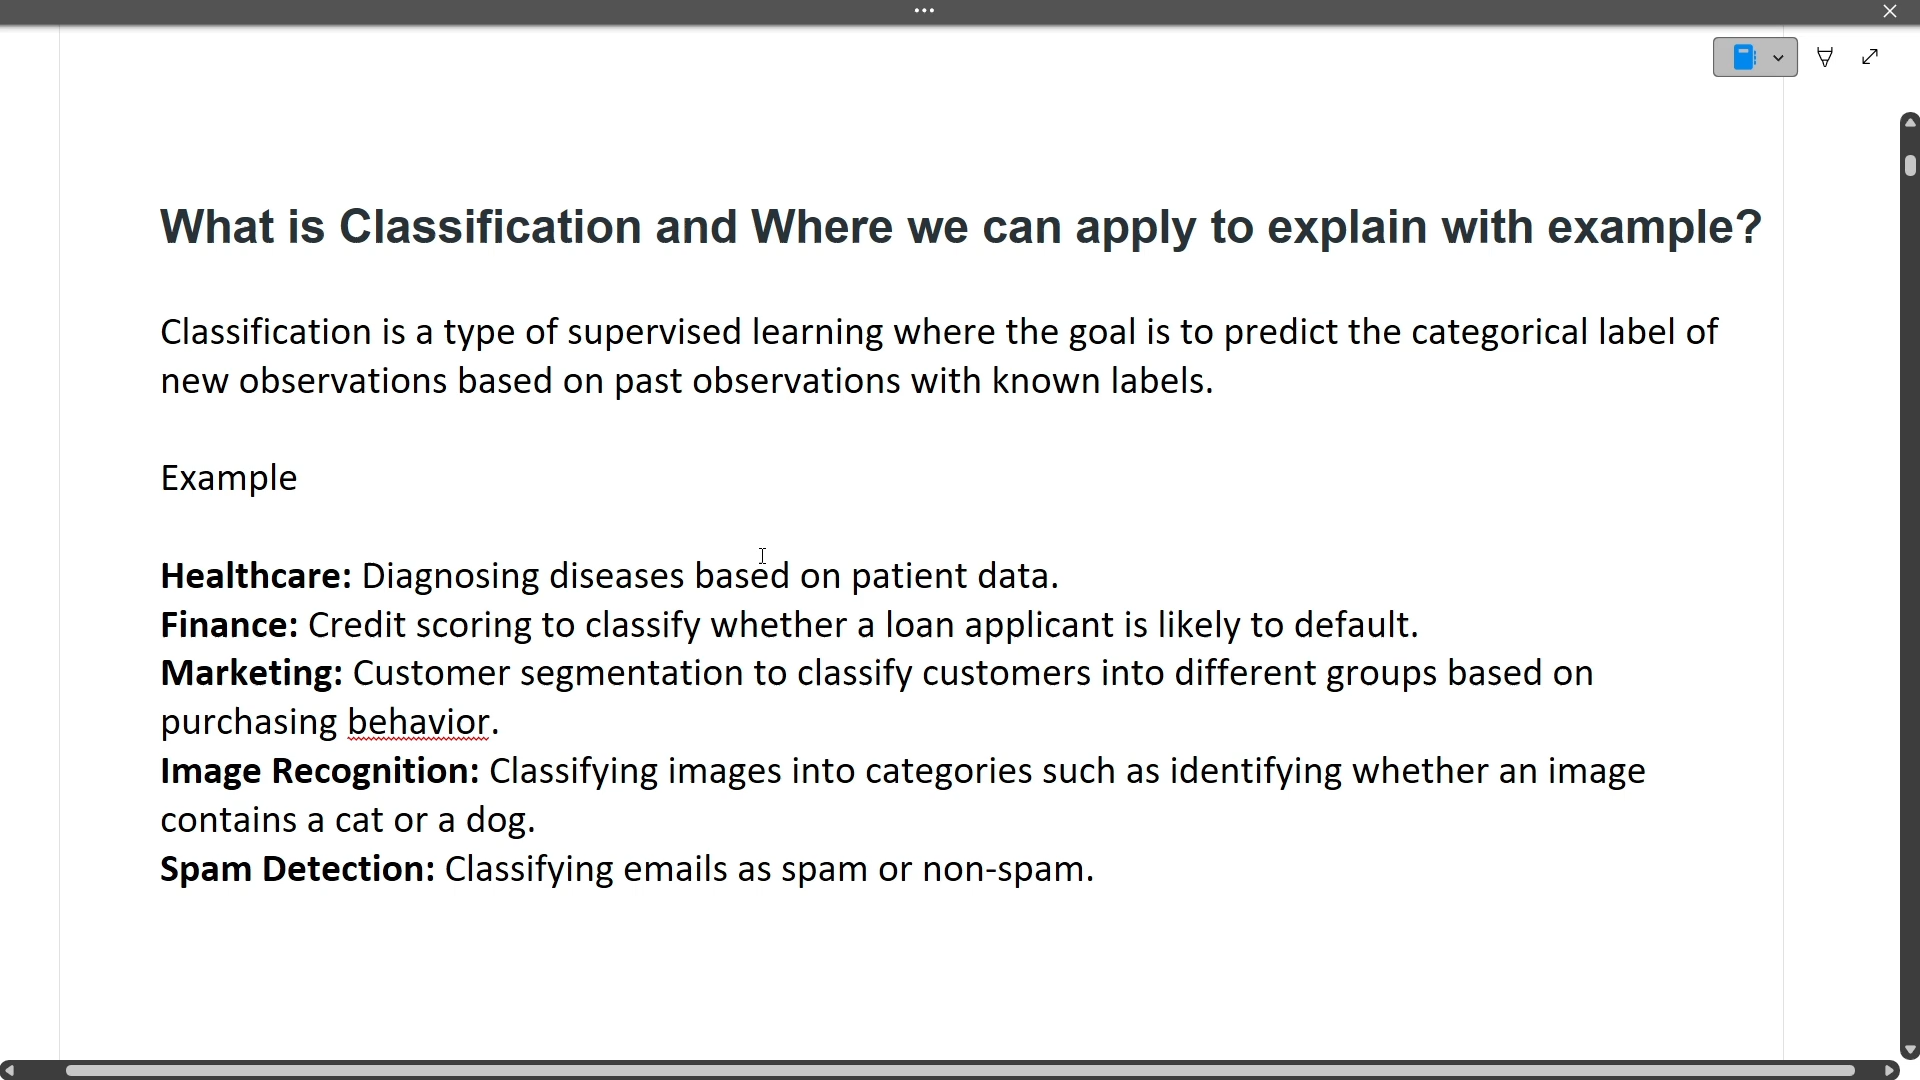 What is Classification and Where we can apply to explain with example?
Classification is a type of supervised learning where the goal is to predict the categorical label of
new observations based on past observations with known labels.
Example
Healthcare: Diagnosing diseases based on patient data.
Finance: Credit scoring to classify whether a loan applicant is likely to default.
Marketing: Customer segmentation to classify customers into different groups based on
purchasing behavior.
Image Recognition: Classifying images into categories such as identifying whether an image
contains a cat or a dog.
Spam Detection: Classifying emails as spam or non-spam.